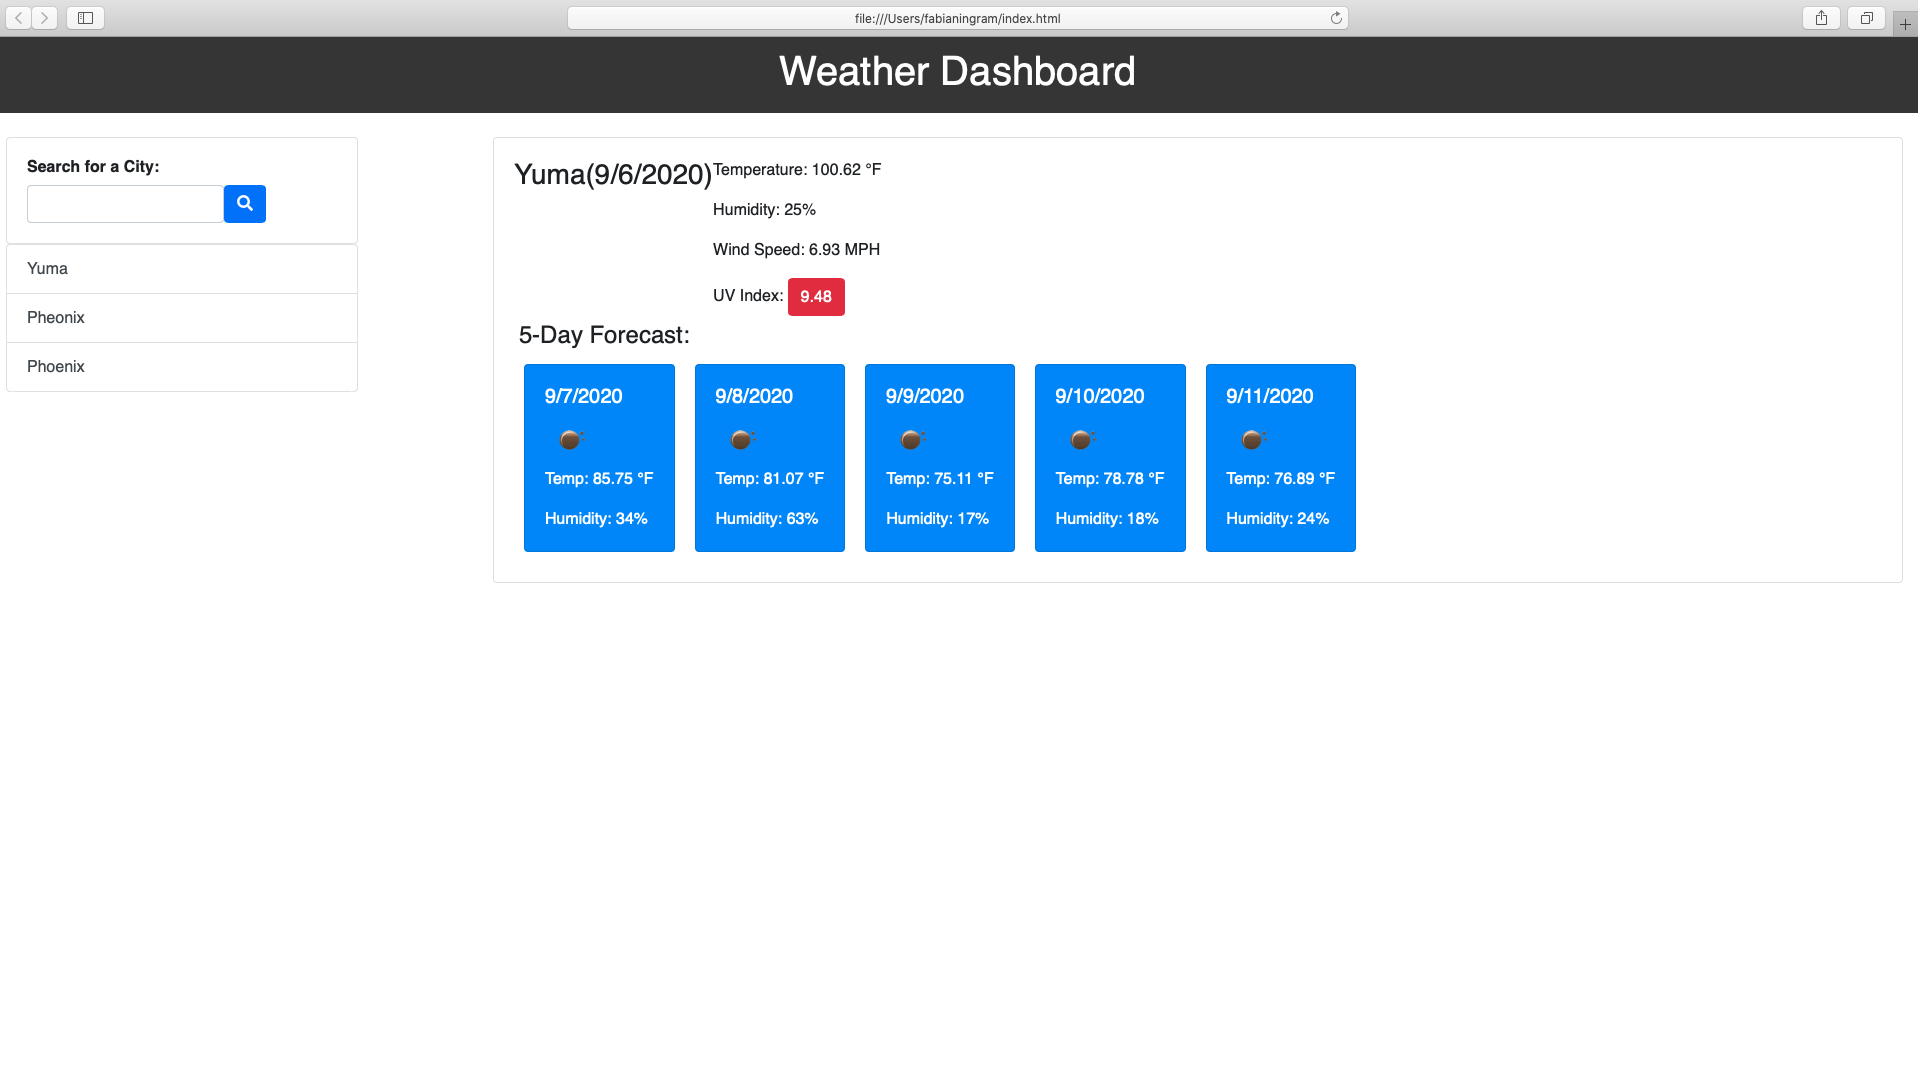 file:///Users/fabianingram/index.html
Weather Dashboard
Search for a City:
Yuma
Pheonix
Phoenix
Yuma(9/6/2020)
Temperature: 100.62 °F
Humidity: 25%
Wind Speed: 6.93 MPH
UV Index: 9.48
5-Day Forecast:
9/7/2020
Temp: 85.75 °F
Humidity: 34%
9/8/2020
Temp: 81.07 °F
Humidity: 63%
9/9/2020
Temp: 75.11 °F
Humidity: 17%
9/10/2020
Temp: 78.78 °F
Humidity: 18%
9/11/2020
Temp: 76.89 °F
Humidity: 24%